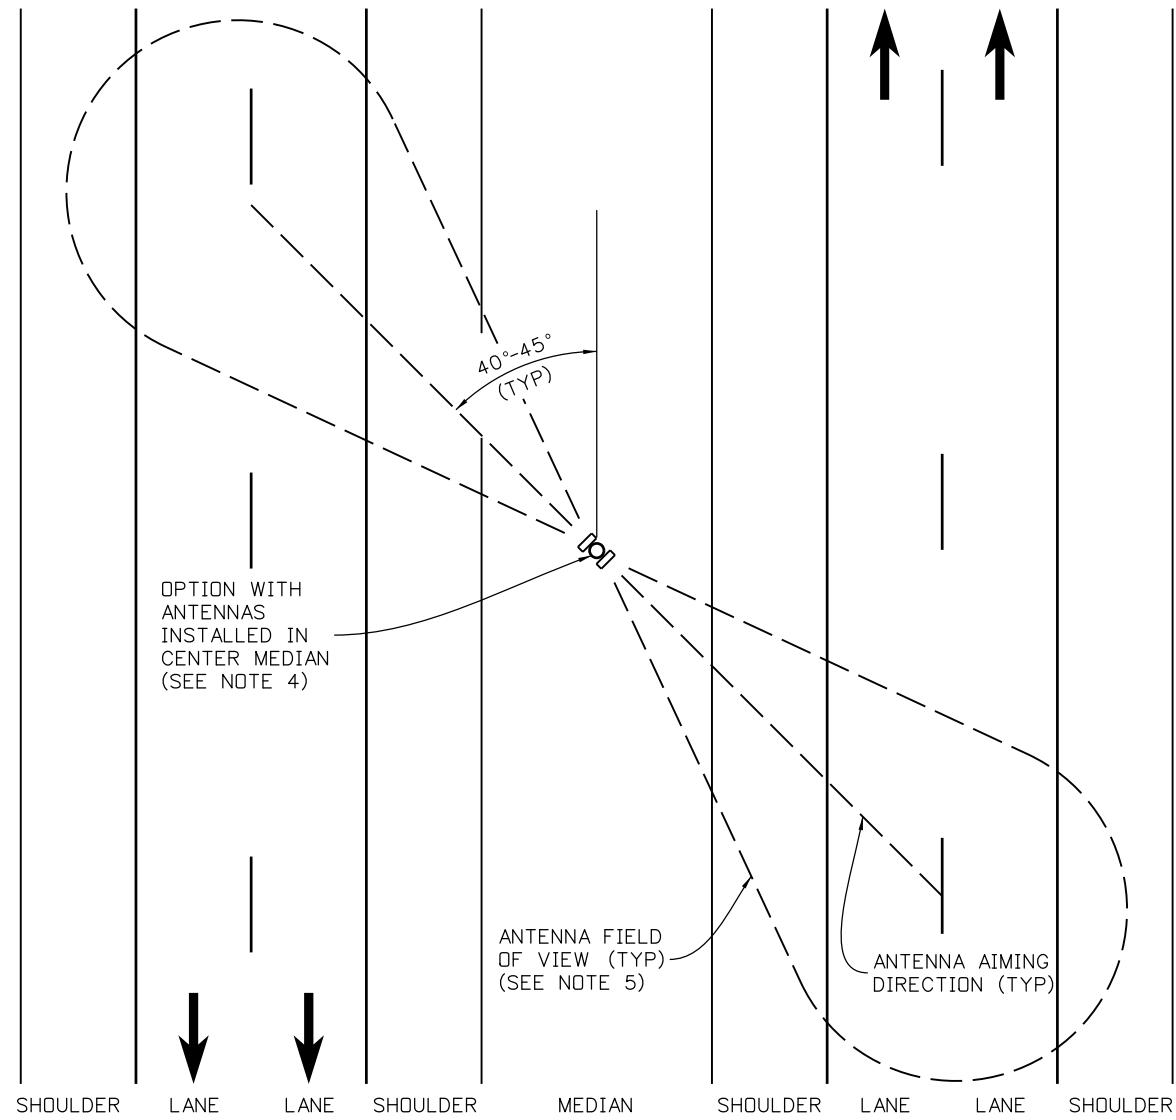 40°-45°
(TYP)
OPTION WITH
ANTENNAS
INSTALLED IN
CENTER MEDIAN
(SEE NOTE 4)
ANTENNA FIELD
OF VIEW (TYP)
(SEE NOTE 5)
ANTENNA AIMING
DIRECTION (TYP)
SHOULDER LANE LANE SHOULDER MEDIAN SHOULDER LANE LANE SHOULDER